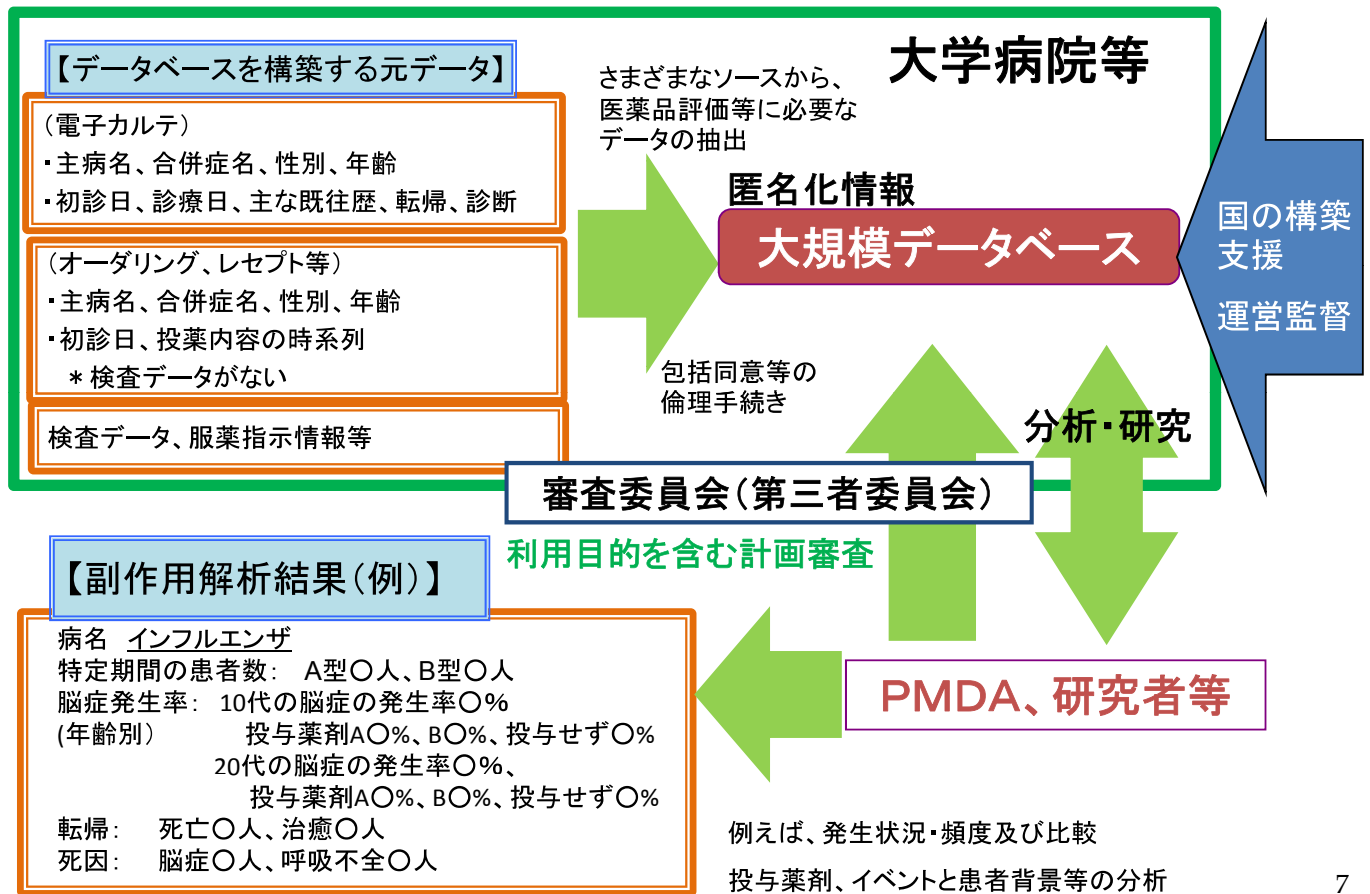 大学病院等
【データベースを構築する元データ】
(電子カルテ)
・主病名、合併症名、性別、年齢
・初診日、診療日、主な既往歴、転帰、診断
(オーダリング、レセプト等)
・主病名、合併症名、性別、年齢
・初診日、投薬内容の時系列
＊検査データがない
検査データ、服薬指示情報等
さまざまなソースから、
医薬品評価等に必要な
データの抽出
匿名化情報
大規模データベース
国の構築
支援
運営監督
包括同意等の
倫理手続き
分析・研究
審査委員会(第三者委員会)
利用目的を含む計画審査
【副作用解析結果(例)】
病名 インフルエンザ
特定期間の患者数： A型〇人、B型〇人
脳症発生率： 10代の脳症の発生率〇%
(年齢別) 投与薬剤A〇%、B〇%、投与せず〇%
20代の脳症の発生率〇%、
投与薬剤A〇%、B〇%、投与せず〇%
転帰： 死亡〇人、治癒〇人
死因： 脳症〇人、呼吸不全〇人
PMDA、研究者等
例えば、発生状況・頻度及び比較
投与薬剤、イベントと患者背景等の分析
7